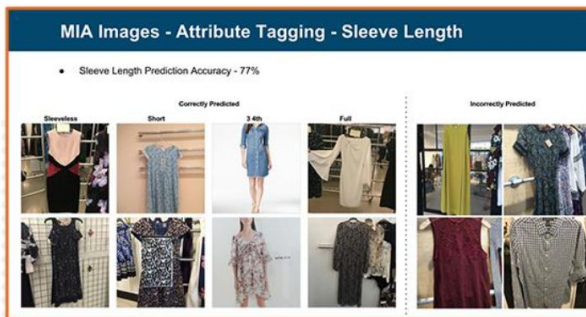 MIA Images - Attribute Tagging - Sleeve Length
• Sleeve Length Prediction Accuracy - 77%
Correctly Predicted
Incorrectly Predicted
Sleeveless
Short
3 4th
Full